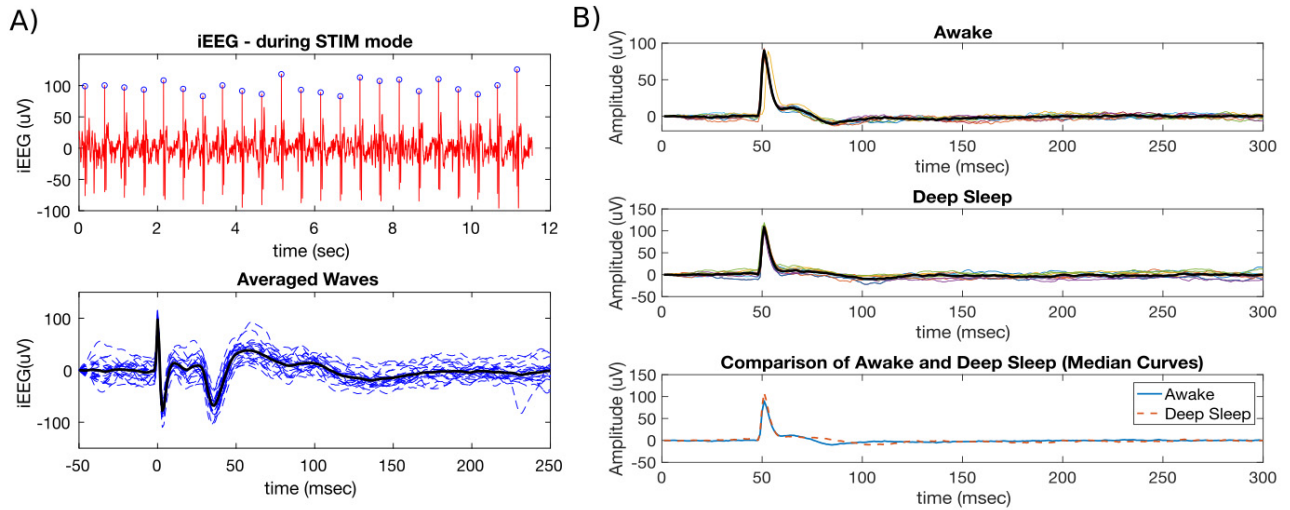 A)
iEEG - during STIM mode
iEEG (uV)
100
50
0
-50
-100
0 2 4 6 8 10 12
time (sec)
Averaged Waves
iEEG(uV)
100
0
-100
-50 0 50 100 150 200 250
time (msec)
B)
Awake
Amplitude (uV)
100
50
0
0 50 100 150 200 250 300
time (msec)
Deep Sleep
Amplitude (uV)
150
100
50
0
-50
0 50 100 150 200 250 300
time (msec)
Comparison of Awake and Deep Sleep (Median Curves)
Amplitude (uV)
150
100
50
0
-50
Awake
Deep Sleep
0 50 100 150 200 250 300
time (msec)